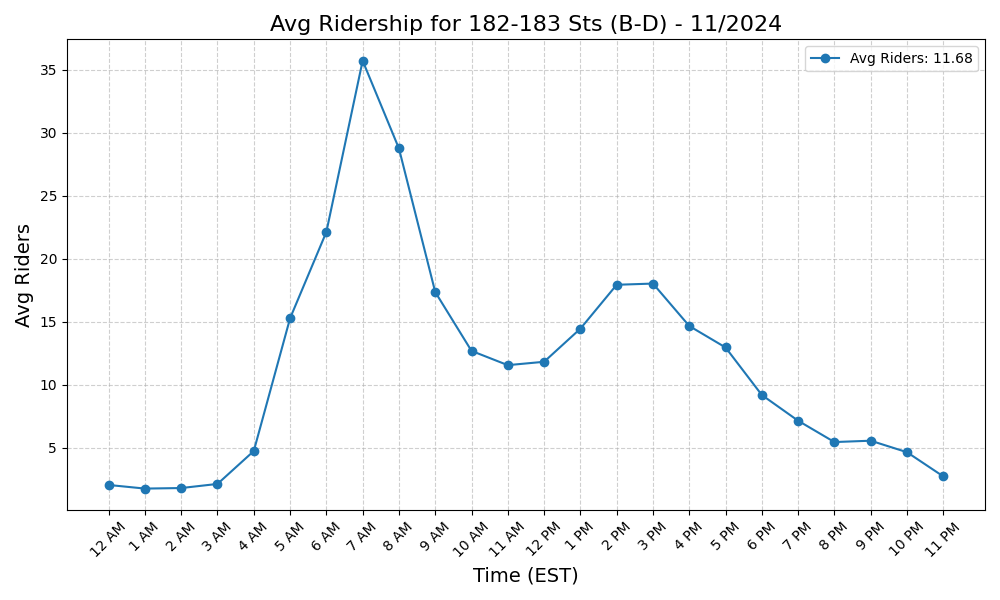 Avg Ridership for 182-183 Sts (B-D) - 11/2024
Avg Riders: 11.68
Avg Riders
35
30
25
20
15
10
5
12 AM
1 AM
2 AM
3 AM
4 AM
5 AM
6 AM
7 AM
8 AM
9 AM
10 AM
11 AM
12 PM
1 PM
2 PM
3 PM
4 PM
5 PM
6 PM
7 PM
8 PM
9 PM
10 PM
11 PM
Time (EST)